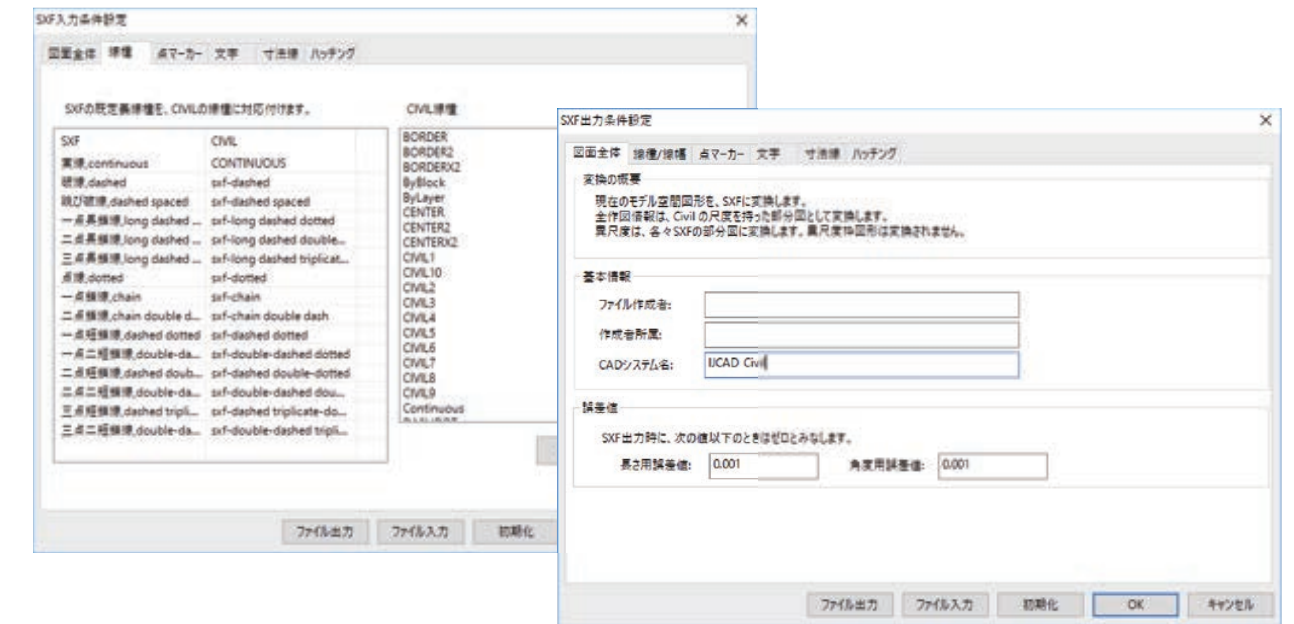 SXF入力条件設定
図面全体 線種 点マーカー 文字 寸法線 ハッチング
SXFの既定義線種を、CIVILの線種に対応付けます。
SXF CIVIL
実線,continuous CONTINUOUS
破線,dashed sxf-dashed
跳び破線,dashed spaced sxf-dashed spaced
一点長鎖線,long dashed ... sxf-long dashed dotted
二点長鎖線,long dashed ... sxf-long dashed double...
三点長鎖線,long dashed ... sxf-long dashed triplicat...
点線,dotted sxf-dotted
一点鎖線,chain sxf-chain
二点鎖線,chain double d... sxf-chain double dash
一点短鎖線,dashed dotted sxf-dashed dotted
一点二短鎖線,double-da... sxf-double-dashed dotted
二点短鎖線,dashed doub... sxf-dashed double-dotted
二点二短鎖線,double-da... sxf-double-dashed dou...
三点短鎖線,dashed tripli... sxf-dashed triplicate-do...
三点二短鎖線,double-da... sxf-double-dashed tripli...
CIVIL線種
BORDER
BORDER2
BORDERX2
ByBlock
ByLayer
CENTER
CENTER2
CENTERX2
CIVIL1
CIVIL10
CIVIL2
CIVIL3
CIVIL4
CIVIL5
CIVIL6
CIVIL7
CIVIL8
CIVIL9
Continuous
ファイル出力 ファイル入力 初期化
SXF出力条件設定
図面全体 線種/線幅 点マーカー 文字 寸法線 ハッチング
変換の概要
現在のモデル空間図形を、SXFに変換します。
全作図情報は、Civil の尺度を持った部分図として変換します。
異尺度は、各々SXFの部分図に変換します。異尺度枠図形は変換されません。
基本情報
ファイル作成者:
作成者所属:
CADシステム名: IJCAD Civil
誤差値
SXF出力時に、次の値以下のときはゼロとみなします。
長さ用誤差値: 0.001 角度用誤差値: 0.001
ファイル出力 ファイル入力 初期化 OK キャンセル